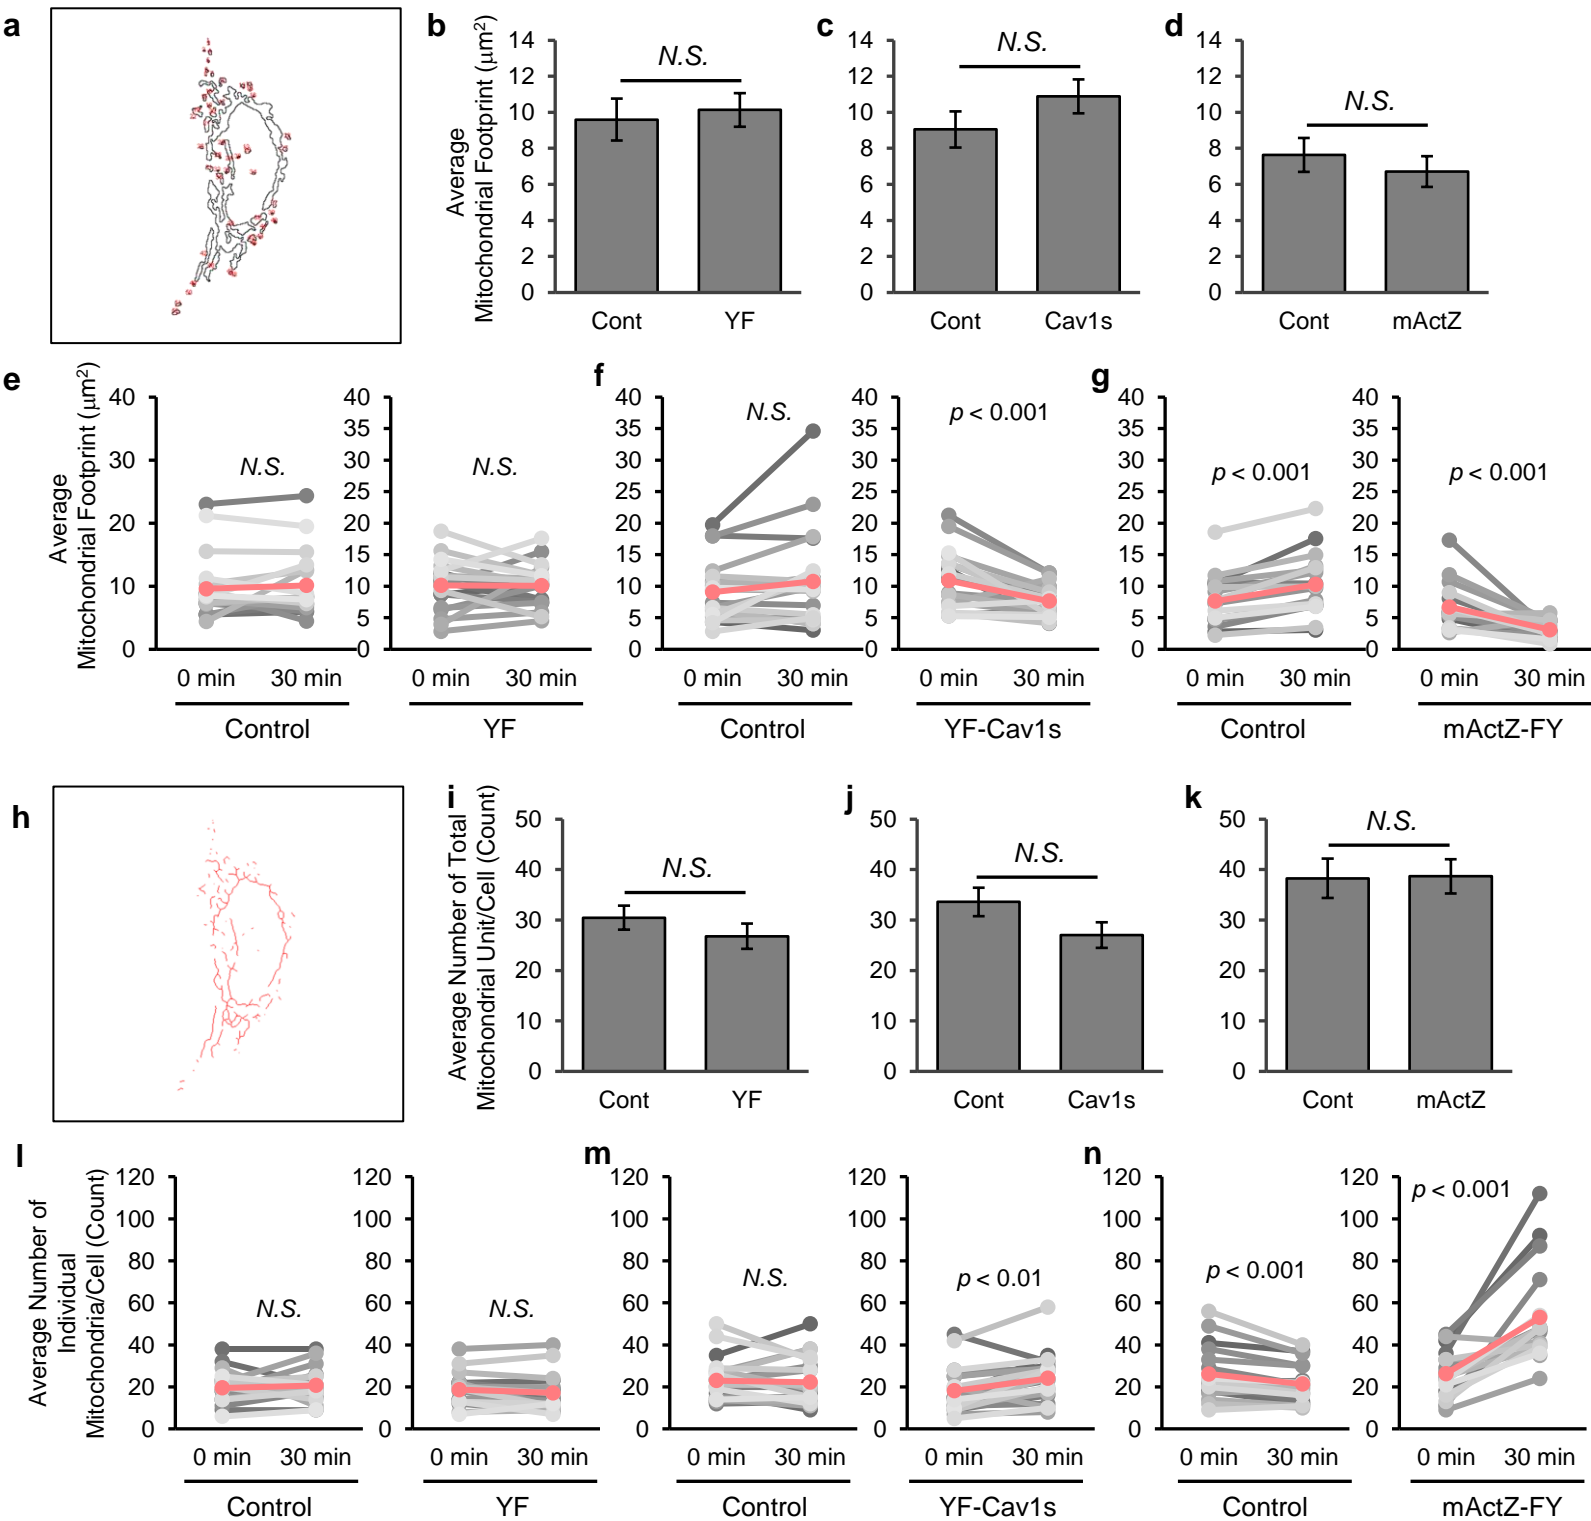 a
b
Average
Mitochondrial Footprint (μm²)
14
12
10
8
6
4
2
0
N.S.
Cont YF
c
14
12
10
8
6
4
2
0
N.S.
Cont Cav1s
d
14
12
10
8
6
4
2
0
N.S.
Cont mActZ
e
Average
Mitochondrial Footprint (μm²)
40
30
20
10
0
N.S.
0 min 30 min
Control
40
35
30
25
20
15
10
5
0
N.S.
0 min 30 min
YF
f
40
35
30
25
20
15
10
5
0
N.S.
0 min 30 min
Control
40
35
30
25
20
15
10
5
0
p < 0.001
0 min 30 min
YF-Cav1s
g
40
35
30
25
20
15
10
5
0
p < 0.001
0 min 30 min
Control
40
35
30
25
20
15
10
5
0
p < 0.001
0 min 30 min
mActZ-FY
h
i
Average Number of Total
Mitochondrial Unit/Cell (Count)
50
40
30
20
10
0
N.S.
Cont YF
j
50
40
30
20
10
0
N.S.
Cont Cav1s
k
50
40
30
20
10
0
N.S.
Cont mActZ
l
Average Number of
Individual
Mitochondria/Cell (Count)
120
100
80
60
40
20
0
N.S.
0 min 30 min
Control
120
100
80
60
40
20
0
N.S.
0 min 30 min
YF
m
120
100
80
60
40
20
0
N.S.
0 min 30 min
Control
120
100
80
60
40
20
0
p < 0.01
0 min 30 min
YF-Cav1s
n
120
100
80
60
40
20
0
p < 0.001
0 min 30 min
Control
120
100
80
60
40
20
0
p < 0.001
0 min 30 min
mActZ-FY